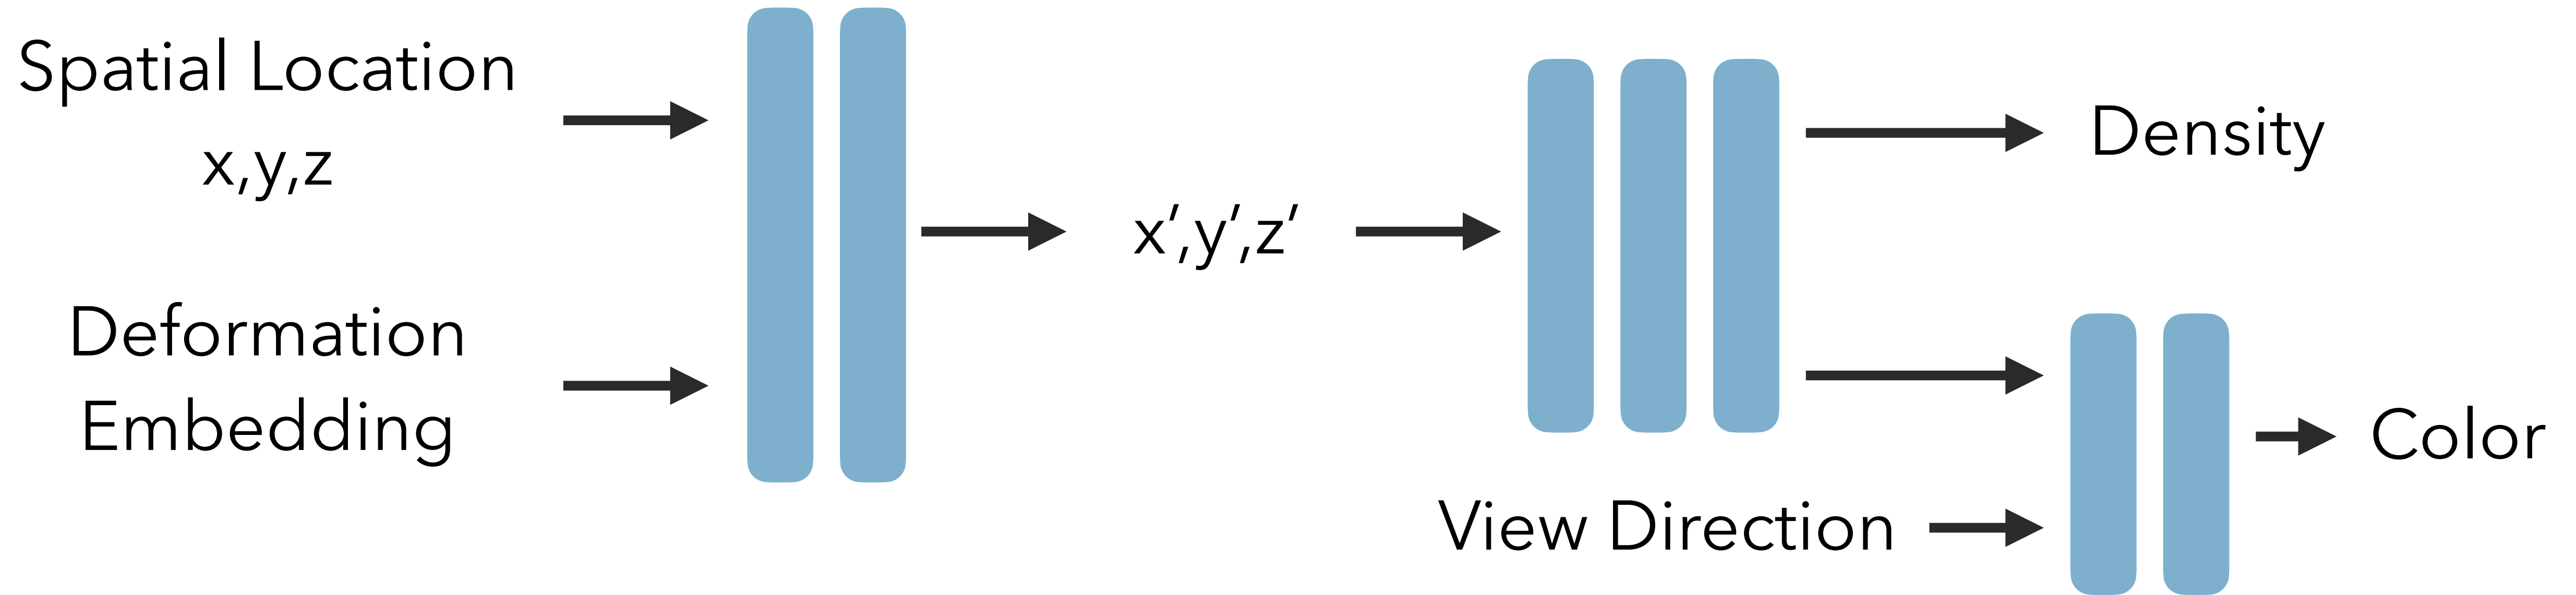 Spatial Location
x,y,z
Deformation
Embedding
x′,y′,z′
Density
View Direction
Color